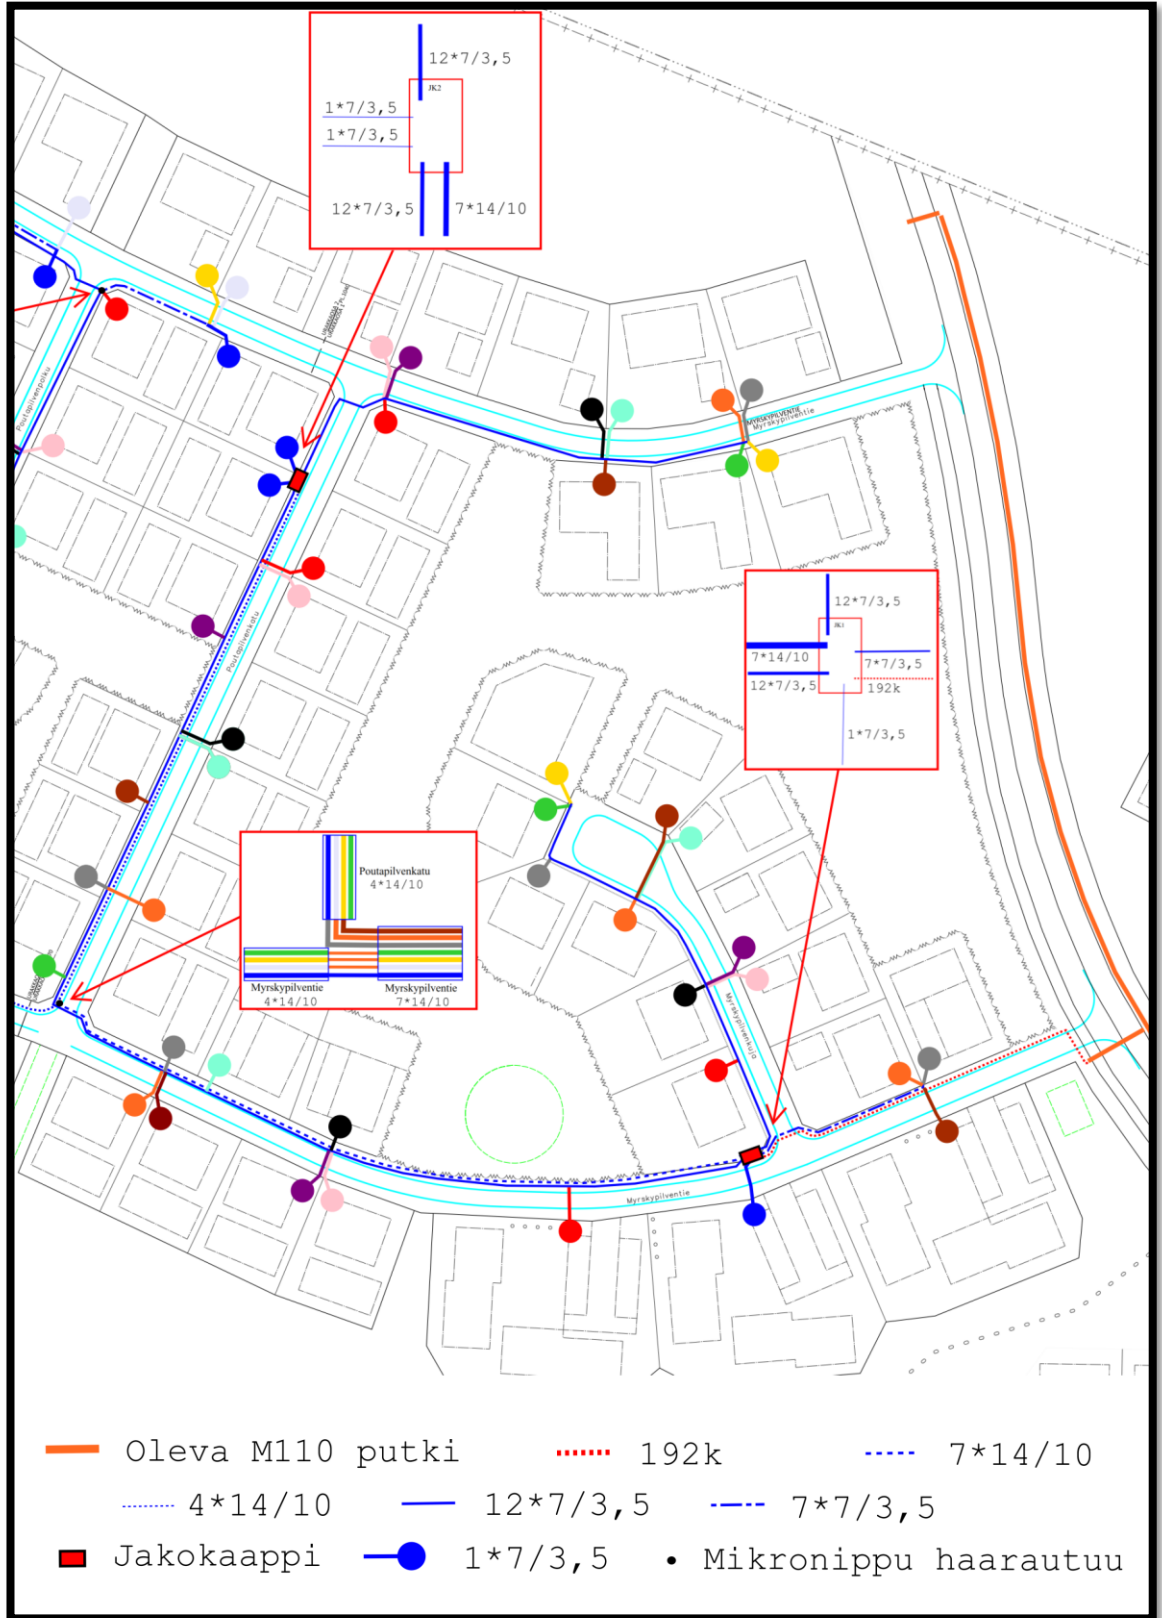 12*7/3,5
JK2
1*7/3,5
1*7/3,5
12*7/3,5
7*14/10
Poutapilvenpolku
MYRSKYPILVENTIE
Myrskypilventie
Poutapilvenkatu
12*7/3,5
7*14/10
7*7/3,5
12*7/3,5
192k
1*7/3,5
Poutapilvenkatu
4*14/10
Myrskypilventie
Myrskypilventie
4*14/10
7*14/10
Myrskypilvenkuja
Myrskypilventie
Oleva M110 putki
192k
7*14/10
4*14/10
12*7/3,5
7*7/3,5
Jakokaappi
1*7/3,5
Mikronippu haarautuu